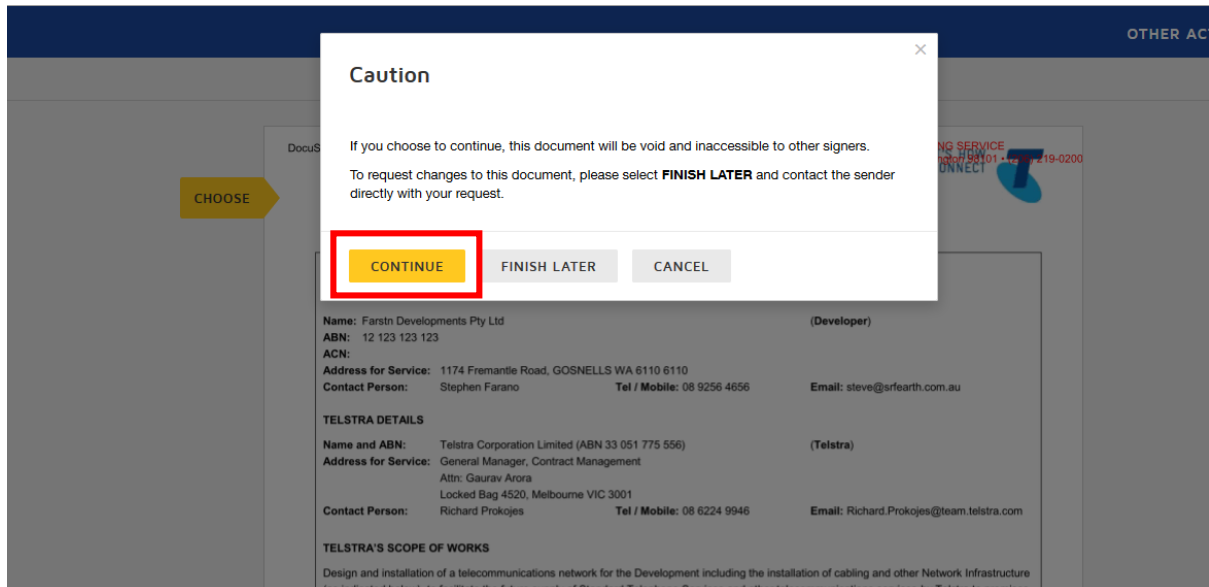 OTHER AC
Caution
If you choose to continue, this document will be void and inaccessible to other signers.
To request changes to this document, please select FINISH LATER and contact the sender
directly with your request.
DocuS
NG SERVICE
98101
219-0200
CHOOSE
CONTINUE FINISH LATER CANCEL
Name: Farstn Developments Pty Ltd (Developer)
ABN: 12 123 123 123
ACN:
Address for Service: 1174 Fremantle Road, GOSNELLS WA 6110 6110
Contact Person: Stephen Farano Tel / Mobile: 08 9256 4656 Email: steve@srfearth.com.au
TELSTRA DETAILS
Name and ABN: Telstra Corporation Limited (ABN 33 051 775 556) (Telstra)
Address for Service: General Manager, Contract Management
Attn: Gaurav Arora
Locked Bag 4520, Melbourne VIC 3001
Contact Person: Richard Prokojes Tel / Mobile: 08 6224 9946 Email: Richard.Prokojes@team.telstra.com
TELSTRA'S SCOPE OF WORKS
Design and installation of a telecommunications network for the Development including the installation of cabling and other Network Infrastructure